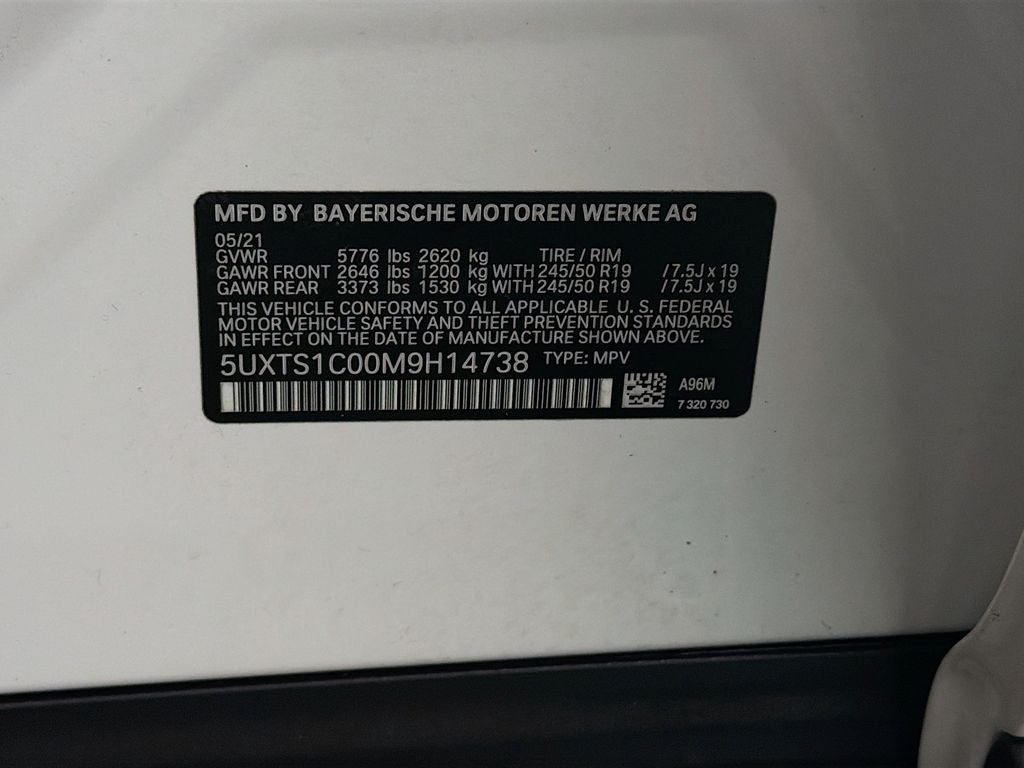 MFD BY BAYERISCHE MOTOREN WERKE AG
05/21
GVWR 5776 lbs 2620 kg TIRE / RIM
GAWR FRONT 2646 lbs 1200 kg WITH 245/50 R19 / 7.5J x 19
GAWR REAR 3373 lbs 1530 kg WITH 245/50 R19 / 7.5J x 19
THIS VEHICLE CONFORMS TO ALL APPLICABLE U. S. FEDERAL
MOTOR VEHICLE SAFETY AND THEFT PREVENTION STANDARDS
IN EFFECT ON THE DATE OF MANUFACTURE SHOWN ABOVE.
5UXTS1C00M9H14738 TYPE: MPV
A96M
7 320 730